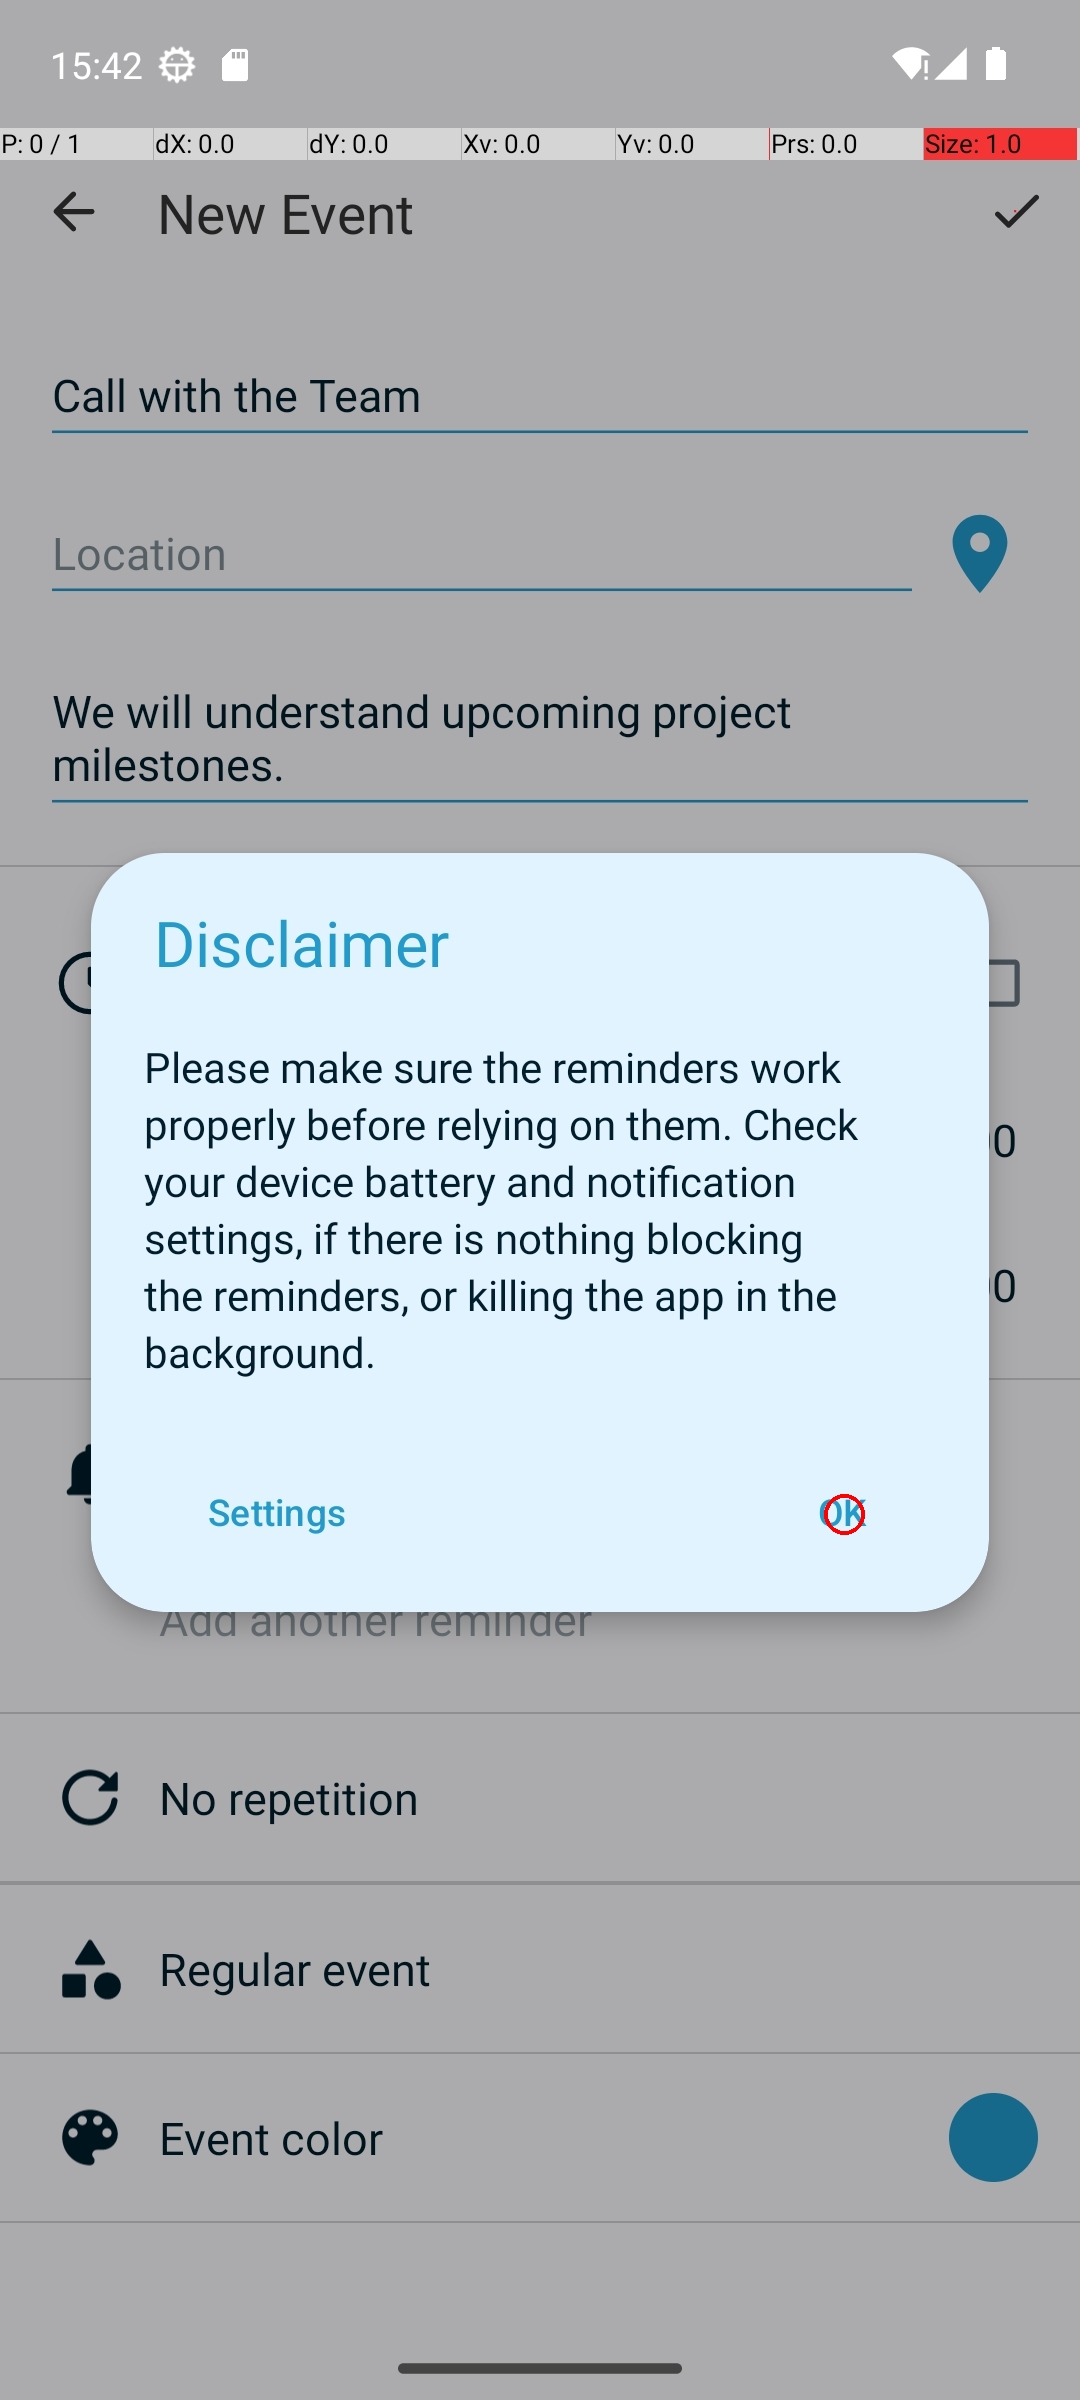 15:42
P: 0 / 1 dX: 0.0 dY: 0.0 Xv: 0.0 Yv: 0.0 Prs: 0.0 Size: 1.0
New Event
Call with the Team
Location
We will understand upcoming project
milestones.
Disclaimer
Please make sure the reminders work
properly before relying on them. Check
your device battery and notification
settings, if there is nothing blocking
the reminders, or killing the app in the
background.
Settings OK
Add another reminder
No repetition
Regular event
Event color